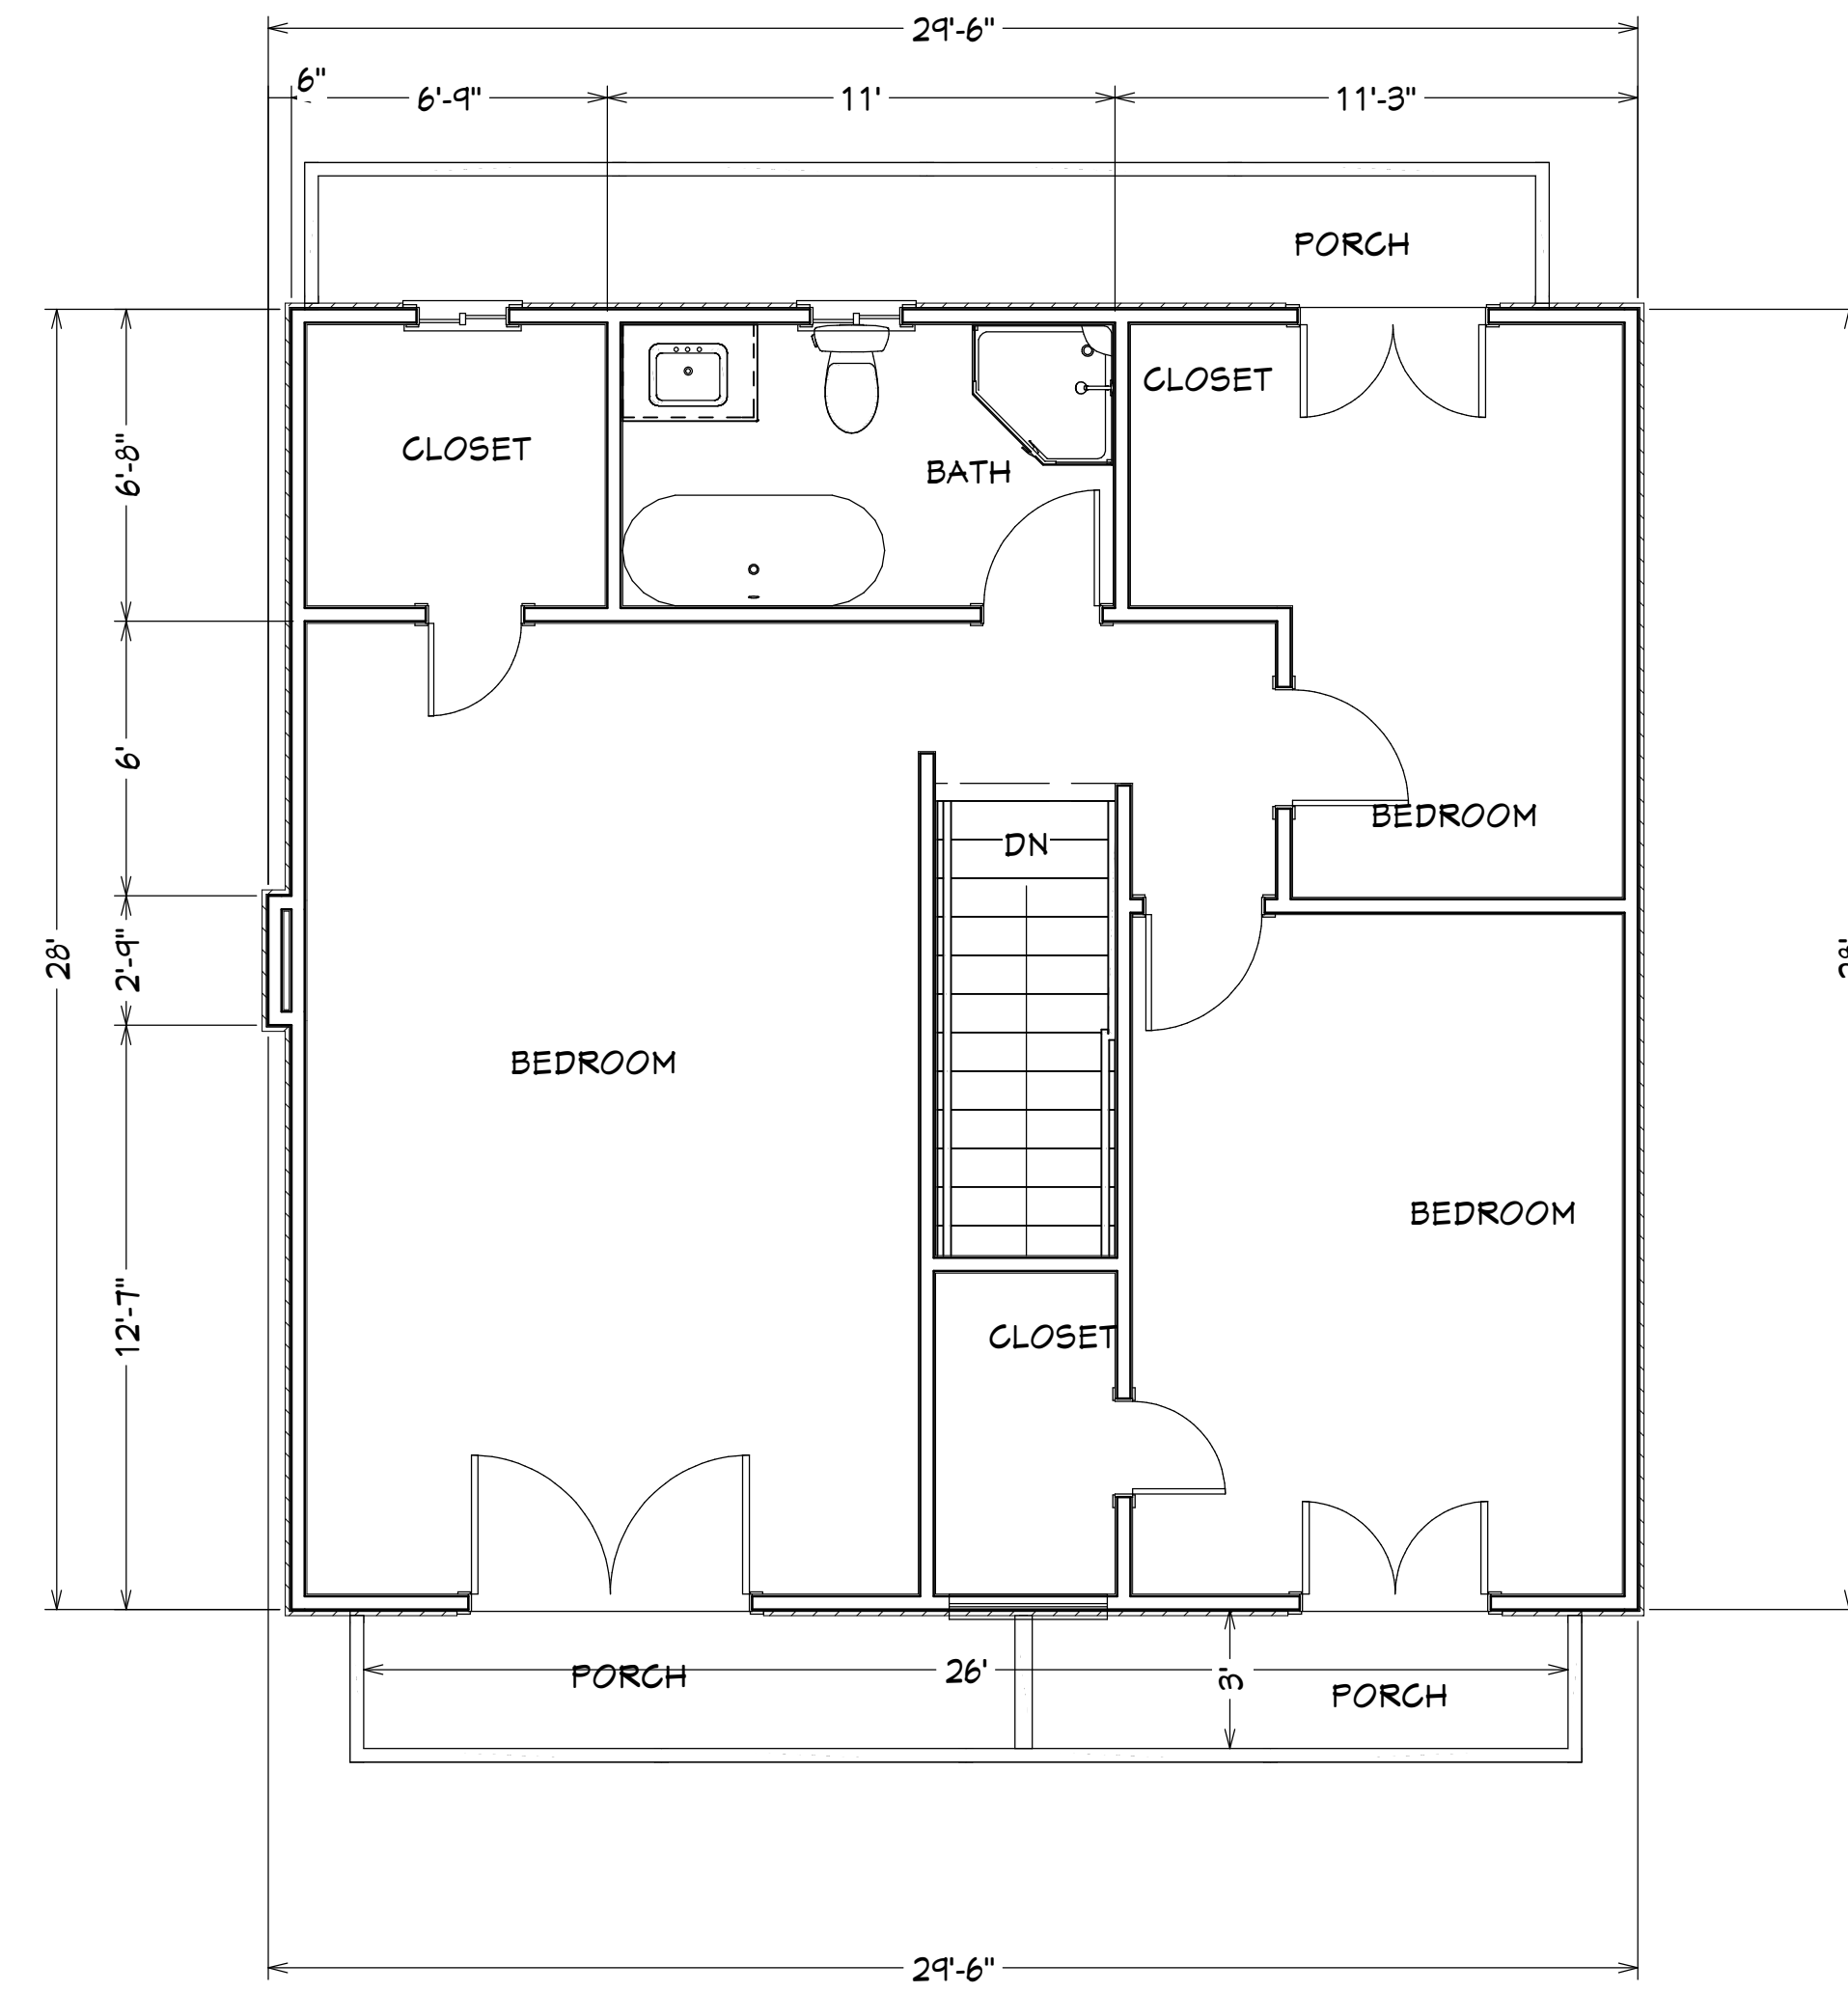 29'-6"
6"
6'-9"
11'
11'-3"
PORCH
CLOSET
CLOSET
BATH
6'-8"
6'
BEDROOM
DN
28'
2'-9"
28'
BEDROOM
BEDROOM
12'-7"
CLOSET
PORCH
26'
3'
PORCH
29'-6"